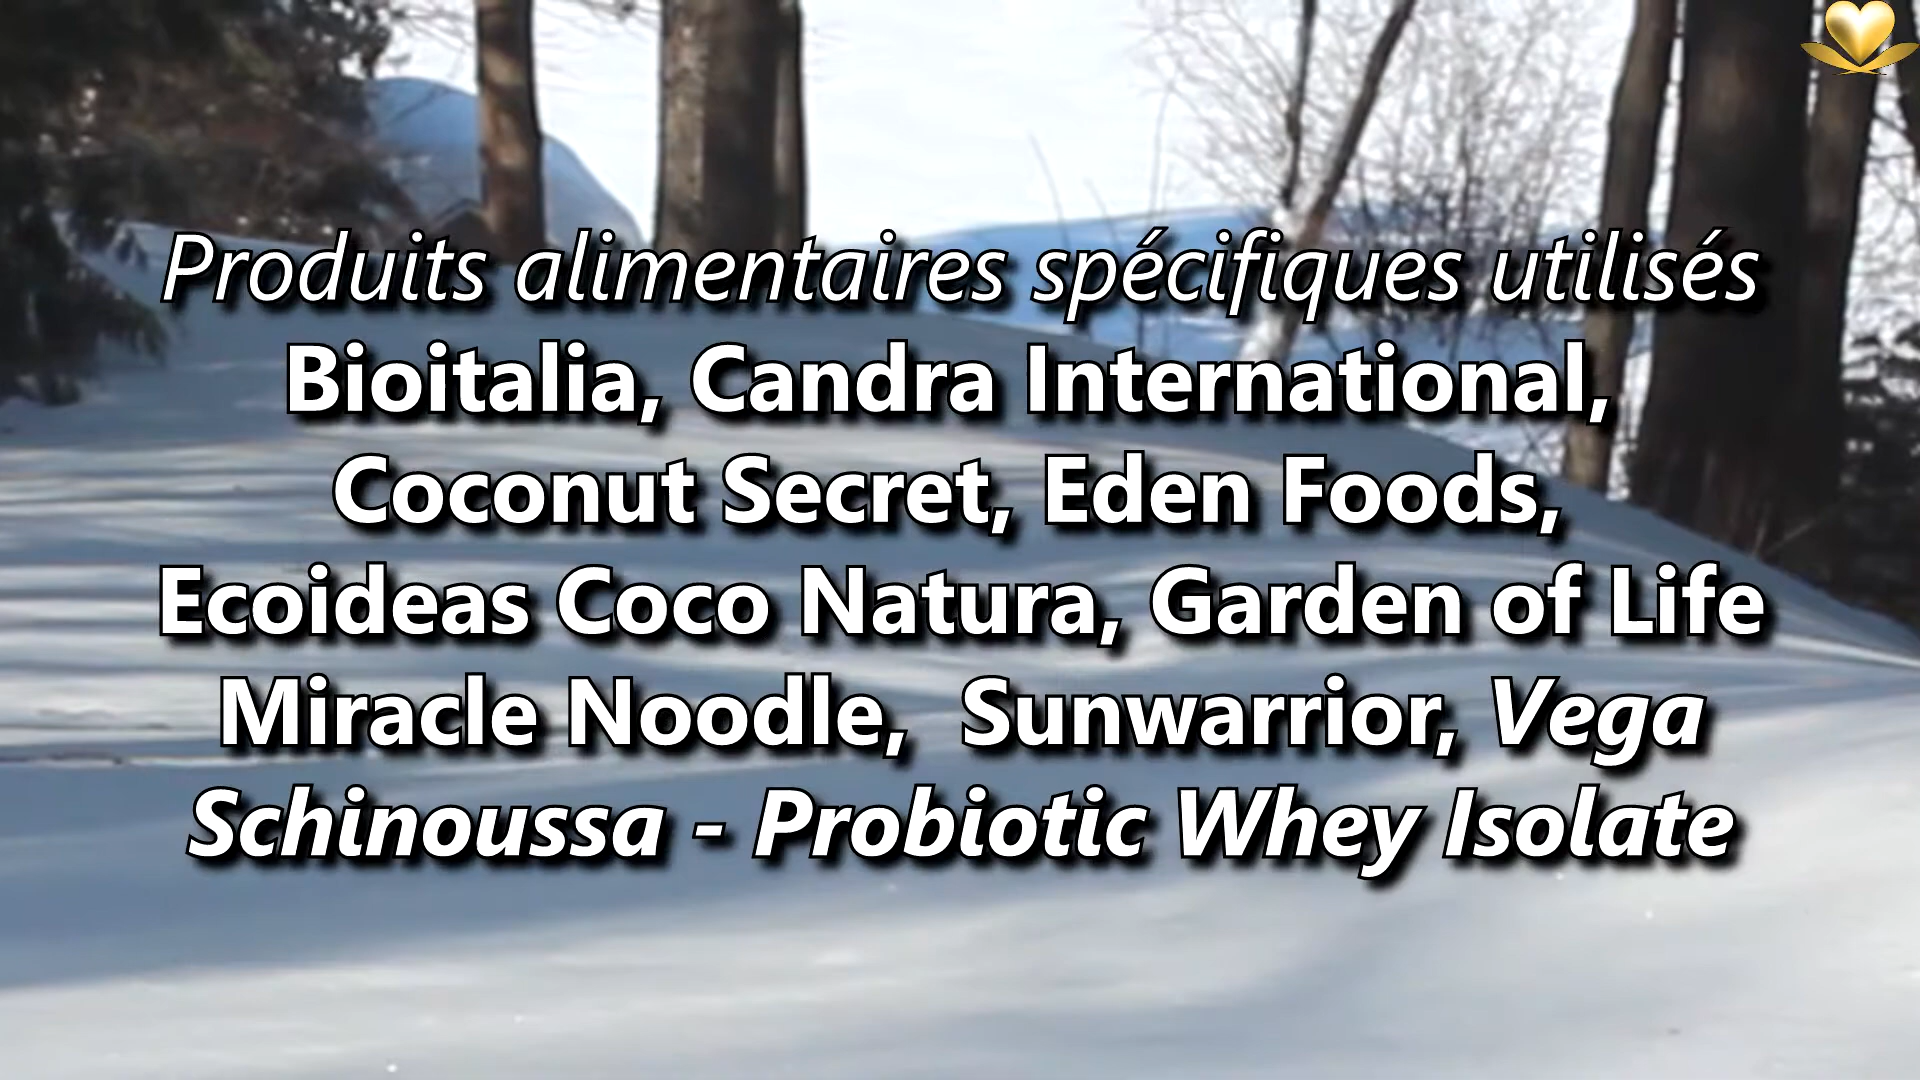 Produits alimentaires spécifiques utilisés
Bioitalia, Candra International,
Coconut Secret, Eden Foods,
Ecoideas Coco Natura, Garden of Life
Miracle Noodle,  Sunwarrior, Vega
Schinoussa - Probiotic Whey Isolate